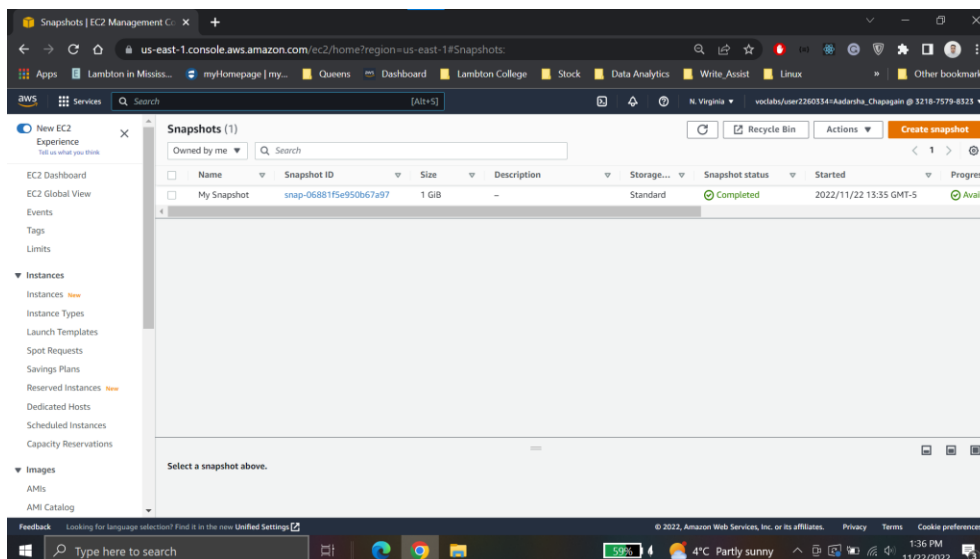 Snapshots | EC2 Management Co
us-east-1.console.aws.amazon.com/ec2/home?region=us-east-1#Snapshots:
Apps Lambton in Mississ... myHomepage | my... Queens Dashboard Lambton College Stock Data Analytics Write_Assist Linux » Other bookmark
aws Services Search [Alt+S] N. Virginia voclabs/user2260334=Aadarsha_Chapagain @ 3218-7579-8323
New EC2 Experience
Tell us what you think
EC2 Dashboard
EC2 Global View
Events
Tags
Limits
Instances
Instances New
Instance Types
Launch Templates
Spot Requests
Savings Plans
Reserved Instances New
Dedicated Hosts
Scheduled Instances
Capacity Reservations
Images
AMIs
AMI Catalog
Snapshots (1) Recycle Bin Actions Create snapshot
Owned by me Search 1
Name Snapshot ID Size Description Storage... Snapshot status Started Progres
My Snapshot snap-06881f5e950b67a97 1 GiB – Standard Completed 2022/11/22 13:35 GMT-5 Avai
Select a snapshot above.
Feedback Looking for language selection? Find it in the new Unified Settings © 2022, Amazon Web Services, Inc. or its affiliates. Privacy Terms Cookie preference
Type here to search 59% 4°C Partly sunny 1:36 PM
11/22/2022